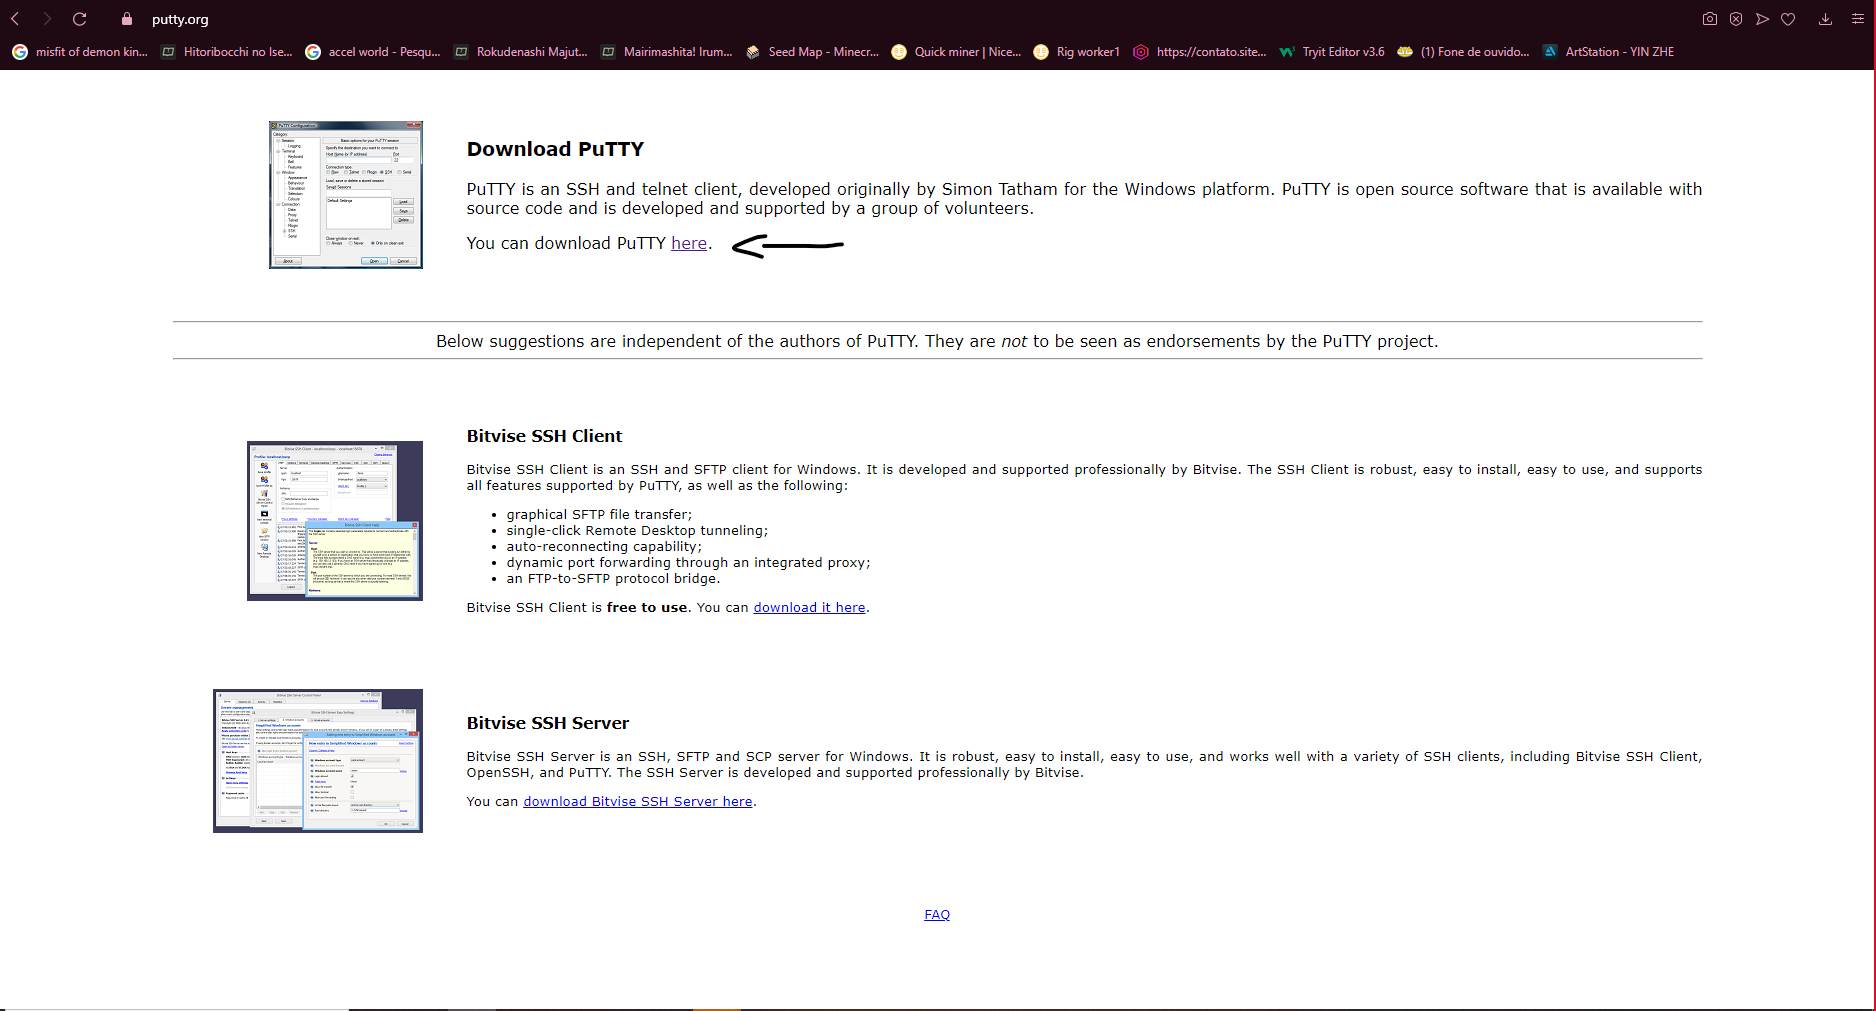 putty.org
misfit of demon kin... Hitoribocchi no Ise... accel world - Pesqu... Rokudenashi Majut... Mairimashita! Irum... Seed Map - Minecr... Quick miner | Nice... Rig worker1 https://contato.site... Tryit Editor v3.6 (1) Fone de ouvido... ArtStation - YIN ZHE
Download PuTTY
PuTTY is an SSH and telnet client, developed originally by Simon Tatham for the Windows platform. PuTTY is open source software that is available with
source code and is developed and supported by a group of volunteers.
You can download PuTTY here.
Below suggestions are independent of the authors of PuTTY. They are not to be seen as endorsements by the PuTTY project.
Bitvise SSH Client
Bitvise SSH Client is an SSH and SFTP client for Windows. It is developed and supported professionally by Bitvise. The SSH Client is robust, easy to install, easy to use, and supports
all features supported by PuTTY, as well as the following:
• graphical SFTP file transfer;
• single-click Remote Desktop tunneling;
• auto-reconnecting capability;
• dynamic port forwarding through an integrated proxy;
• an FTP-to-SFTP protocol bridge.
Bitvise SSH Client is free to use. You can download it here.
Bitvise SSH Server
Bitvise SSH Server is an SSH, SFTP and SCP server for Windows. It is robust, easy to install, easy to use, and works well with a variety of SSH clients, including Bitvise SSH Client,
OpenSSH, and PuTTY. The SSH Server is developed and supported professionally by Bitvise.
You can download Bitvise SSH Server here.
FAQ